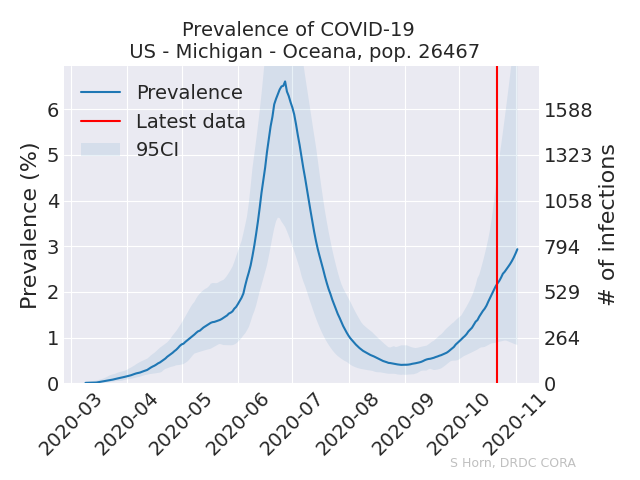 Prevalence of COVID-19
US - Michigan - Oceana, pop. 26467
Prevalence
Latest data
95CI
Prevalence (%)
6
5
4
3
2
1
0
# of infections
1588
1323
1058
794
529
264
0
2020-03
2020-04
2020-05
2020-06
2020-07
2020-08
2020-09
2020-10
2020-11
S Horn, DRDC CORA